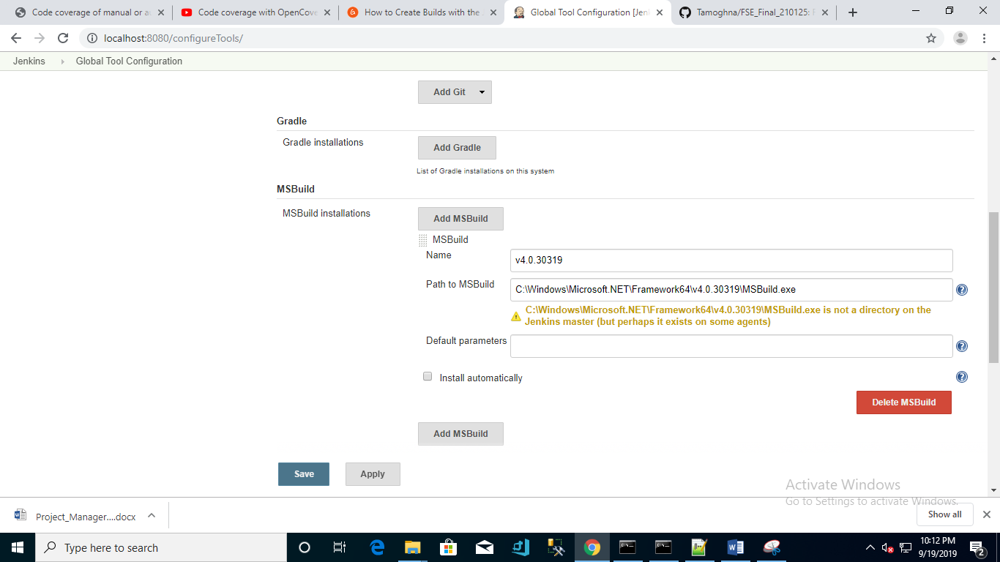 Code coverage of manual or au
Code coverage with OpenCove
How to Create Builds with the
Global Tool Configuration [Jen
Tamoghna/FSE_Final_210125: F
localhost:8080/configureTools/
Jenkins
Global Tool Configuration
Add Git
Gradle
Gradle installations
Add Gradle
List of Gradle installations on this system
MSBuild
MSBuild installations
Add MSBuild
MSBuild
Name
v4.0.30319
Path to MSBuild
C:\Windows\Microsoft.NET\Framework64\v4.0.30319\MSBuild.exe
C:\Windows\Microsoft.NET\Framework64\v4.0.30319\MSBuild.exe is not a directory on the
Jenkins master (but perhaps it exists on some agents)
Default parameters
Install automatically
Delete MSBuild
Add MSBuild
Save
Apply
Activate Windows
Go to Settings to activate Windows.
Project_Manager....docx
Show all
Type here to search
10:12 PM
9/19/2019
2